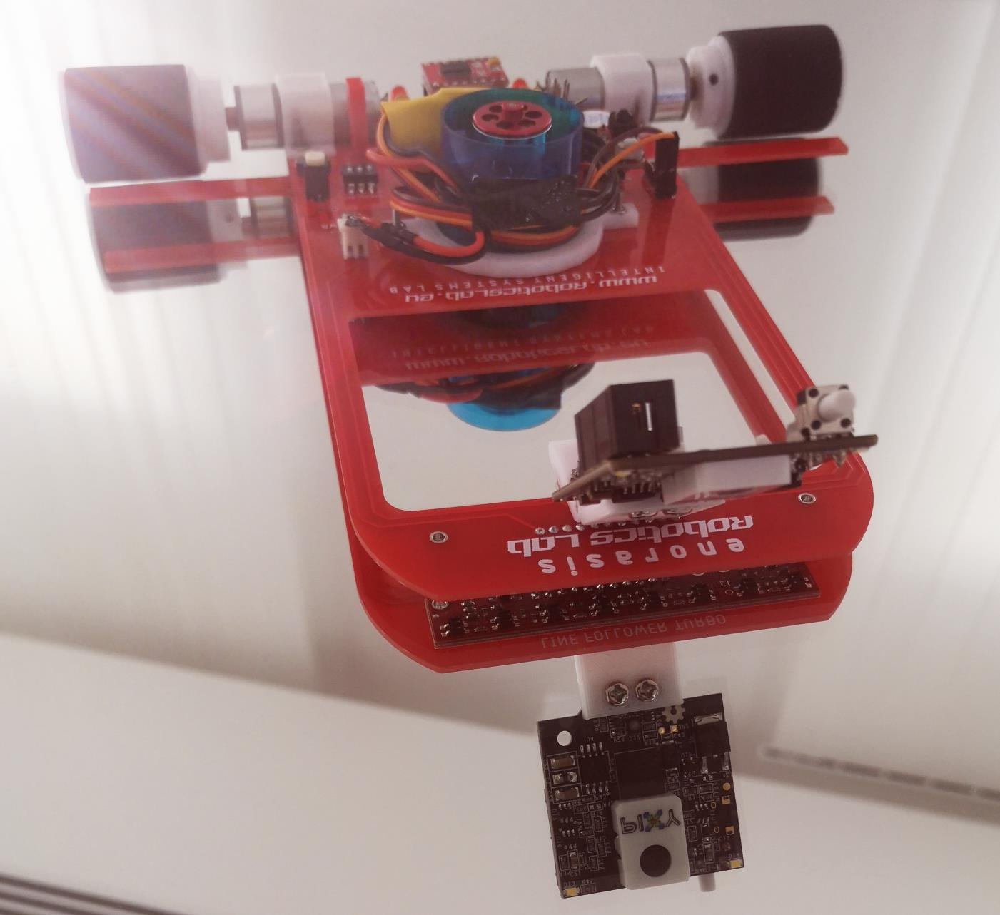 enorasis
Robotics Lab
www.RoboticsLab.eu
INTELLIGENT SYSTEMS LAB
LINE FOLLOWER TURBO
PIXY